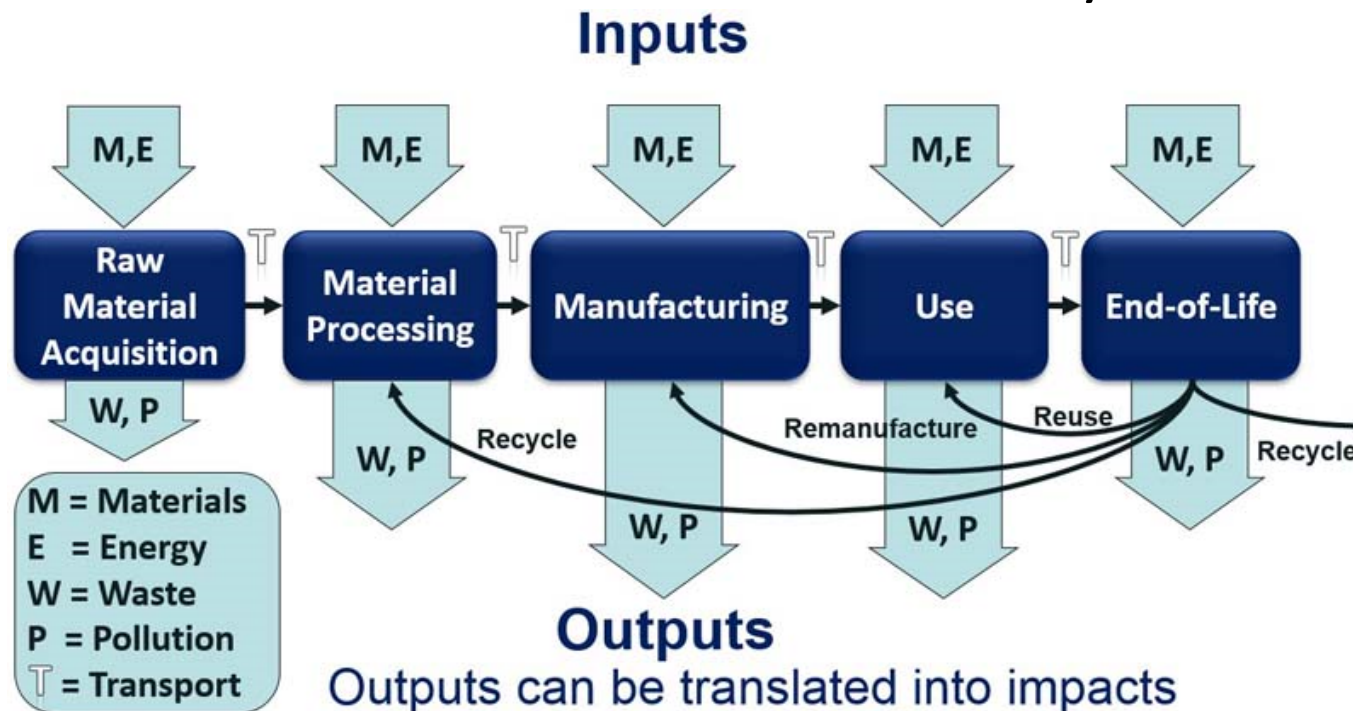 Inputs
M,E
M,E
M,E
M,E
M,E
T
T
T
T
Raw
Material
Acquisition
Material
Processing
Manufacturing
Use
End-of-Life
W, P
W, P
W, P
W, P
W, P
Recycle
Remanufacture
Reuse
Recycle
M = Materials
E = Energy
W = Waste
P = Pollution
T = Transport
Outputs
Outputs can be translated into impacts